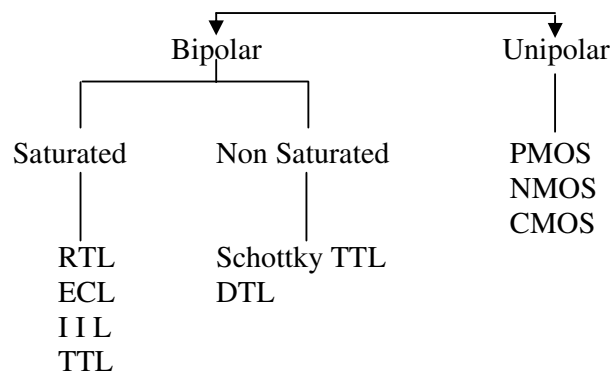 Bipolar
Unipolar
Saturated
Non Saturated
PMOS
NMOS
CMOS
RTL
ECL
I I L
TTL
Schottky TTL
DTL